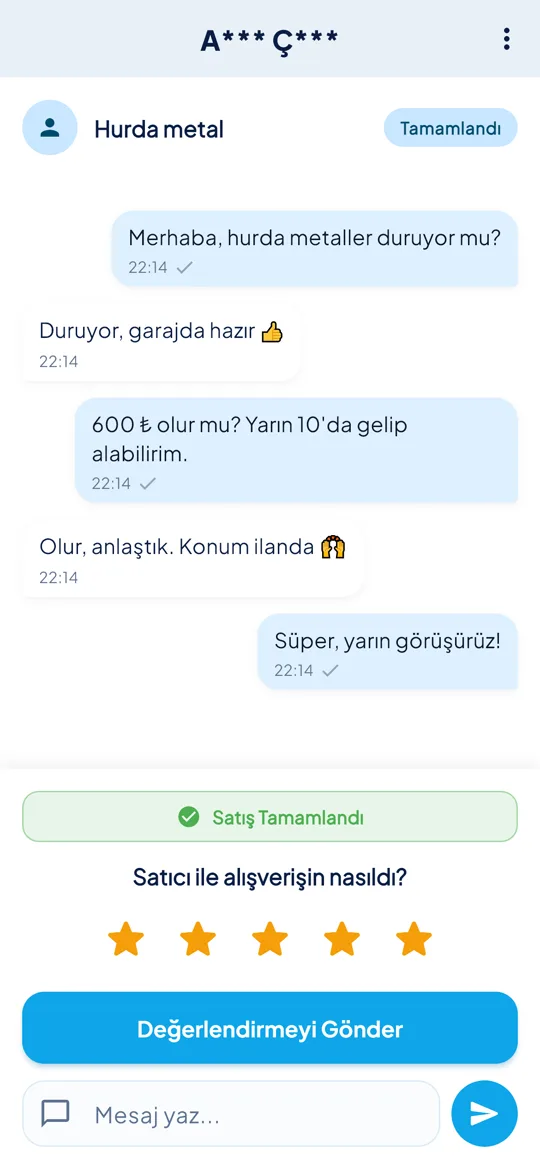 A*** Ç***
Hurda metal
Tamamlandı
Merhaba, hurda metaller duruyor mu?
22:14
Duruyor, garajda hazır 👍
22:14
600 ₺ olur mu? Yarın 10'da gelip
alabilirim.
22:14
Olur, anlaştık. Konum ilanda 🙌
22:14
Süper, yarın görüşürüz!
22:14
Satış Tamamlandı
Satıcı ile alışverişin nasıldı?
Değerlendirmeyi Gönder
Mesaj yaz...